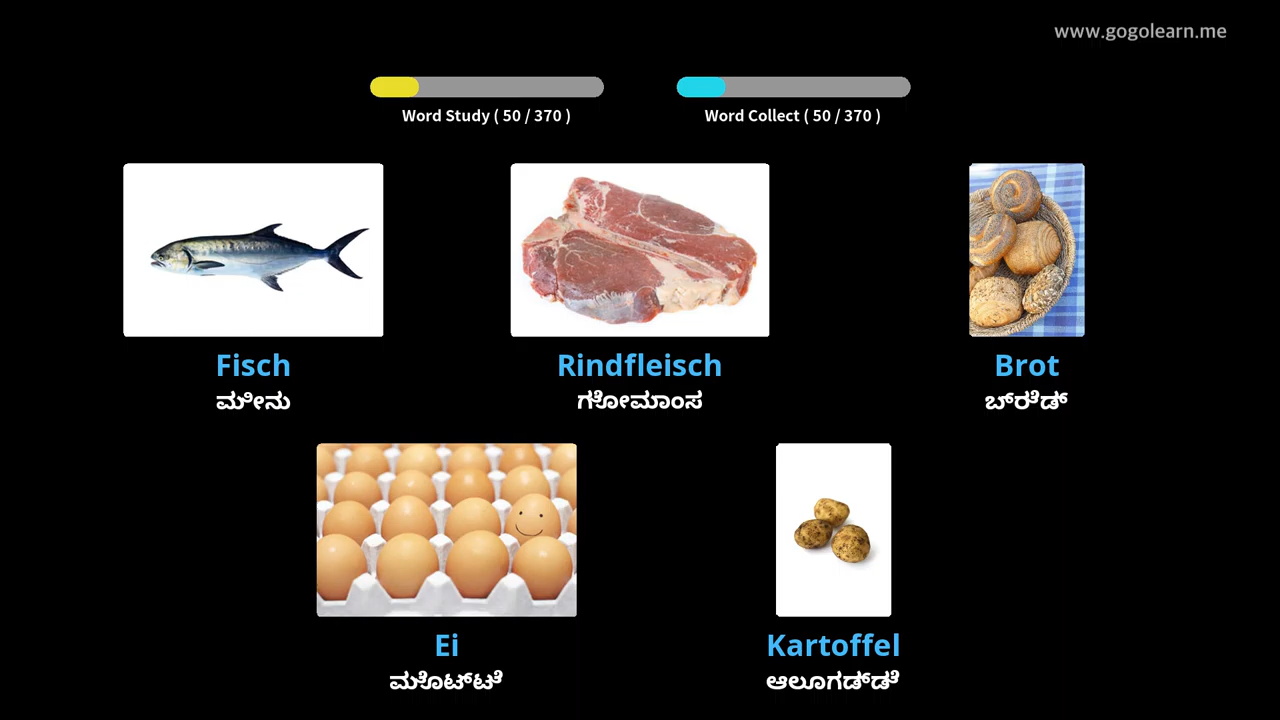 www.gogolearn.me
Word Study ( 50 / 370 )
Word Collect ( 50 / 370 )
Fisch
ಮೀನು
Rindfleisch
ಗೋಮಾಂಸ
Brot
ಬ್ರೆಡ್
Ei
ಮೊಟ್ಟೆ
Kartoffel
ಆಲೂಗಡ್ಡೆ